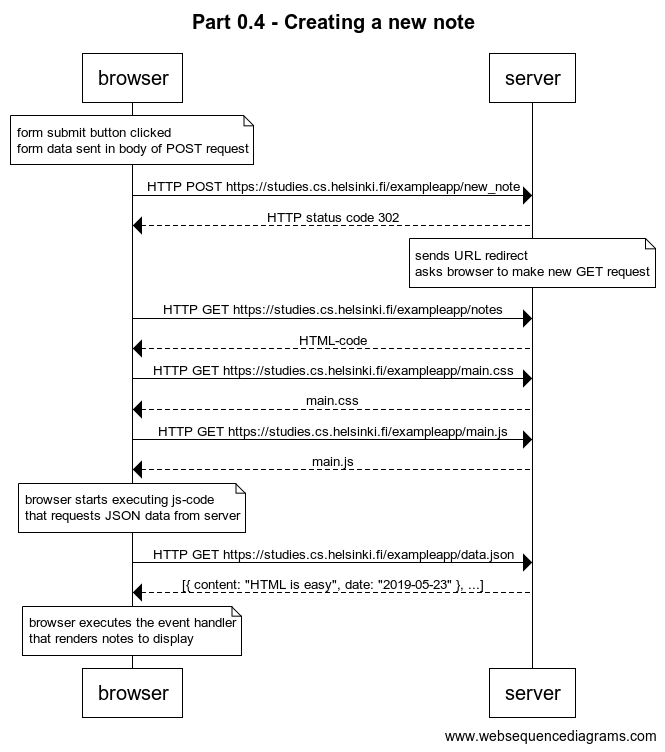 Part 0.4 - Creating a new note
browser
server
form submit button clicked
form data sent in body of POST request
HTTP POST https://studies.cs.helsinki.fi/exampleapp/new_note
HTTP status code 302
sends URL redirect
asks browser to make new GET request
HTTP GET https://studies.cs.helsinki.fi/exampleapp/notes
HTML-code
HTTP GET https://studies.cs.helsinki.fi/exampleapp/main.css
main.css
HTTP GET https://studies.cs.helsinki.fi/exampleapp/main.js
main.js
browser starts executing js-code
that requests JSON data from server
HTTP GET https://studies.cs.helsinki.fi/exampleapp/data.json
[{ content: "HTML is easy", date: "2019-05-23" }, ...]
browser executes the event handler
that renders notes to display
browser
server
www.websequencediagrams.com